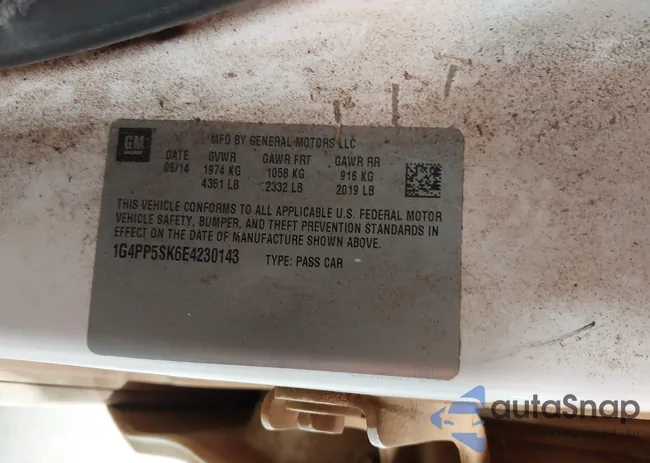 GM
MFD BY GENERAL MOTORS LLC
DATE GVWR GAWR FRT GAWR RR
06/14 1974 KG 1058 KG 916 KG
4351 LB 2332 LB 2019 LB
THIS VEHICLE CONFORMS TO ALL APPLICABLE U.S. FEDERAL MOTOR
VEHICLE SAFETY, BUMPER, AND THEFT PREVENTION STANDARDS IN
EFFECT ON THE DATE OF MANUFACTURE SHOWN ABOVE.
1G4PP5SK6E4230143 TYPE: PASS CAR
autoSnap